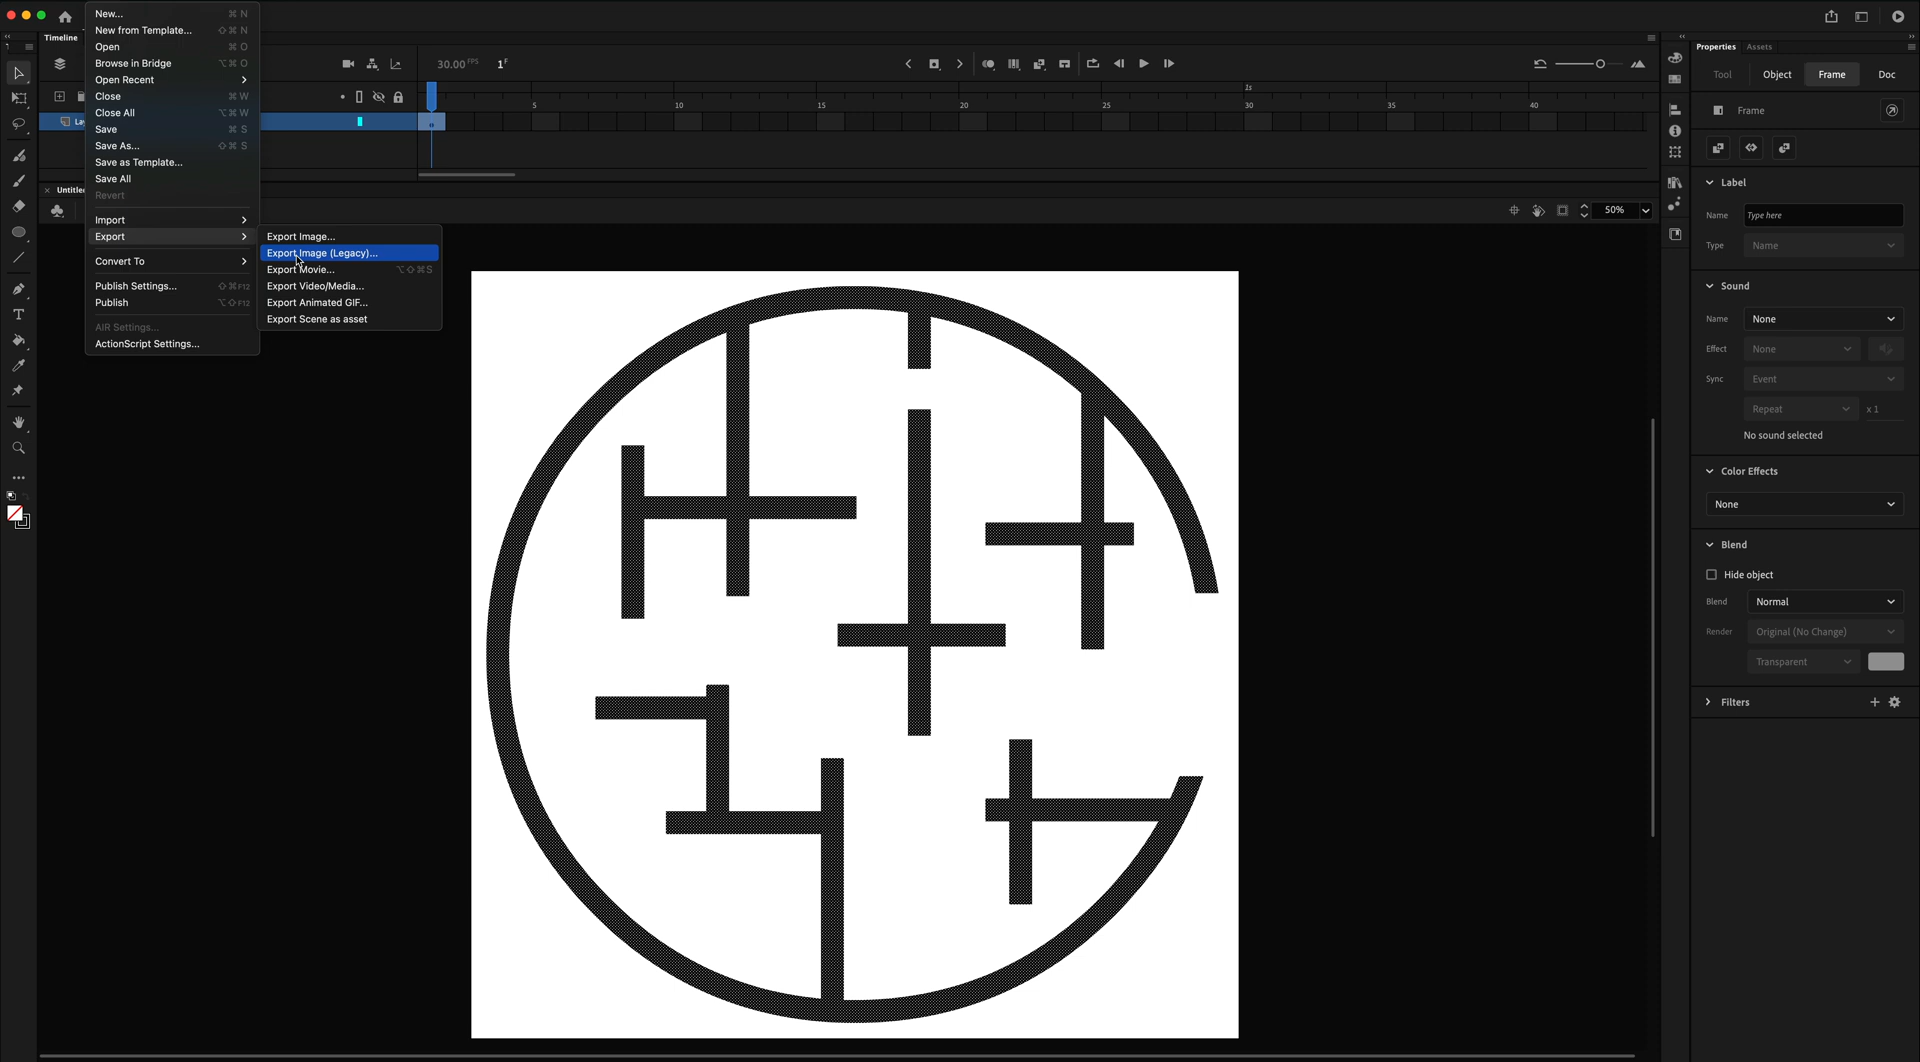 New... ⌘ N
New from Template... ⇧⌘ N
Open ⌘ O
Browse in Bridge ⌥⌘ O
Open Recent
Close ⌘ W
Close All ⌥⌘ W
Save ⌘ S
Save As... ⇧⌘ S
Save as Template...
Save All
Revert
Import
Export
Convert To
Publish Settings... ⇧⌘F12
Publish ⌥⇧F12
AIR Settings...
ActionScript Settings...
Export Image...
Export Image (Legacy)...
Export Movie... ⌥⇧⌘S
Export Video/Media...
Export Animated GIF...
Export Scene as asset
Timeline
30.00 FPS 1 F
1s
5 10 15 20 25 30 35 40
50%
Properties Assets
Tool Object Frame Doc
Frame
Label
Name Type here
Type Name
Sound
Name None
Effect None
Sync Event
Repeat x 1
No sound selected
Color Effects
None
Blend
Hide object
Blend Normal
Render Original (No Change)
Transparent
Filters